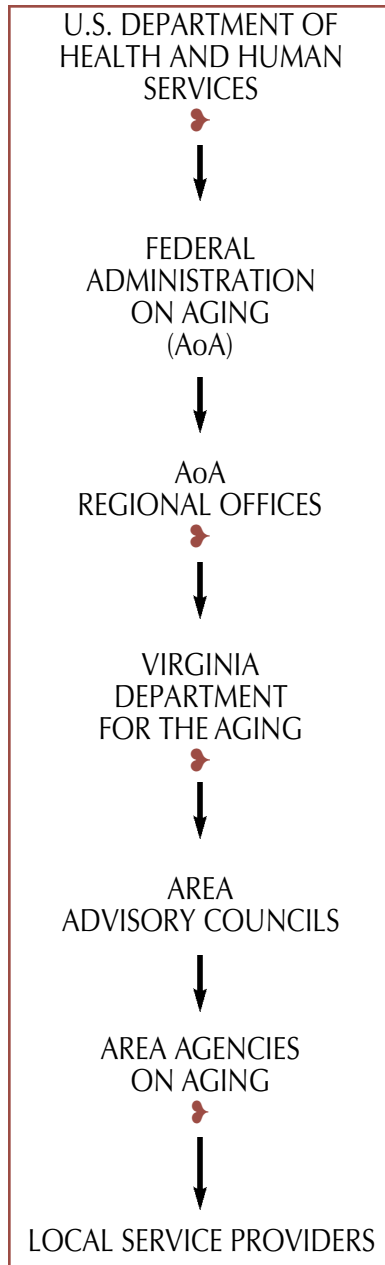 U.S. DEPARTMENT OF
HEALTH AND HUMAN
SERVICES
FEDERAL
ADMINISTRATION
ON AGING
(AoA)
AoA
REGIONAL OFFICES
VIRGINIA
DEPARTMENT
FOR THE AGING
AREA
ADVISORY COUNCILS
AREA AGENCIES
ON AGING
LOCAL SERVICE PROVIDERS